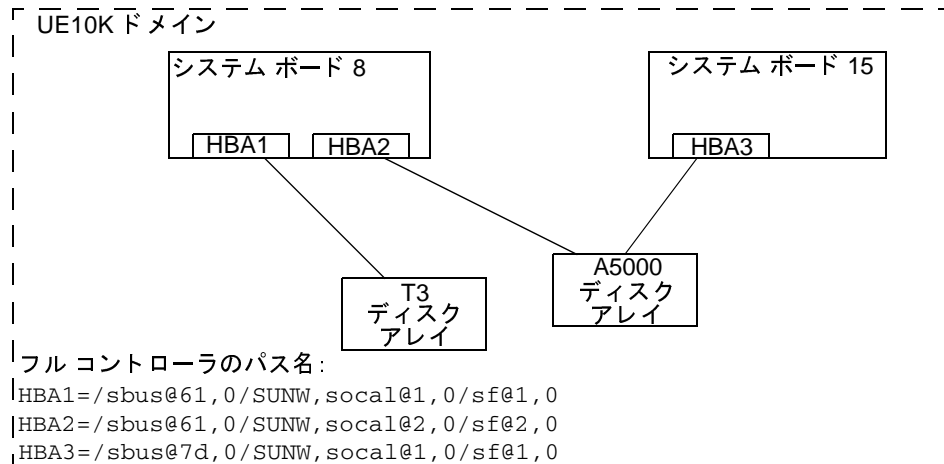 UE10K ドメイン
システム ボード 8
システム ボード 15
HBA1
HBA2
HBA3
T3
ディスク
アレイ
A5000
ディスク
アレイ
フル コントローラのパス名:
HBA1=/sbus@61,0/SUNW,socal@1,0/sf@1,0
HBA2=/sbus@61,0/SUNW,socal@2,0/sf@2,0
HBA3=/sbus@7d,0/SUNW,socal@1,0/sf@1,0